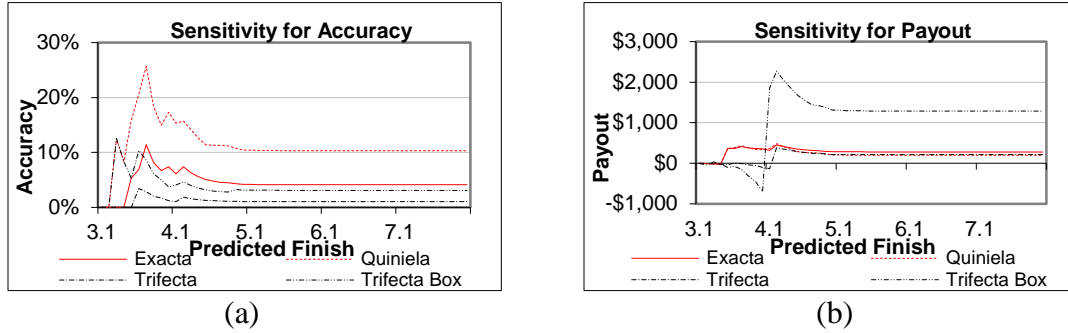 Sensitivity for Accuracy
30%
20%
10%
0%
Accuracy
3.1 4.1 5.1 6.1 7.1
Predicted Finish
Exacta Quiniela
Trifecta Trifecta Box
(a)
Sensitivity for Payout
$3,000
$2,000
$1,000
$0
-$1,000
Payout
3.1 4.1 5.1 6.1 7.1
Predicted Finish
Exacta Quiniela
Trifecta Trifecta Box
(b)